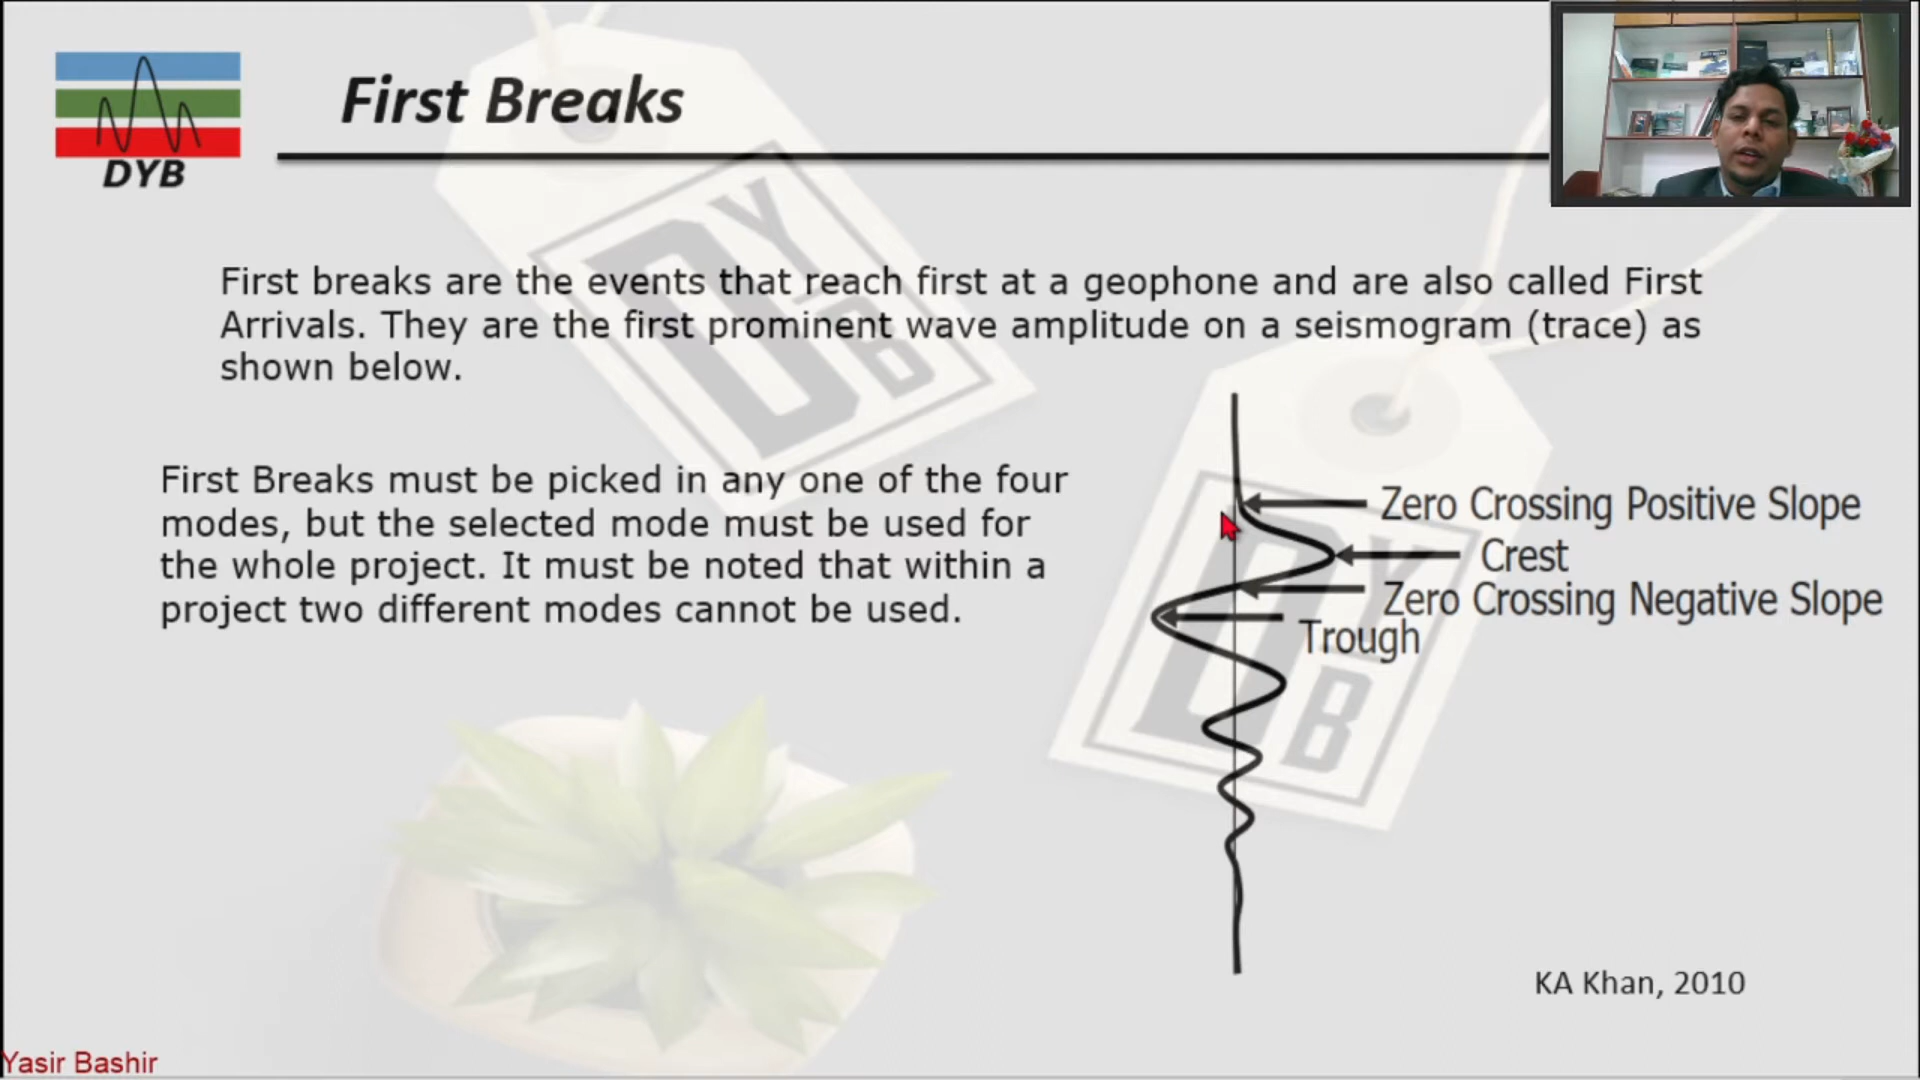 DYB
First Breaks
First breaks are the events that reach first at a geophone and are also called First
Arrivals. They are the first prominent wave amplitude on a seismogram (trace) as
shown below.
First Breaks must be picked in any one of the four
modes, but the selected mode must be used for
the whole project. It must be noted that within a
project two different modes cannot be used.
Zero Crossing Positive Slope
Crest
Zero Crossing Negative Slope
Trough
KA Khan, 2010
Yasir Bashir
DYB
DYB